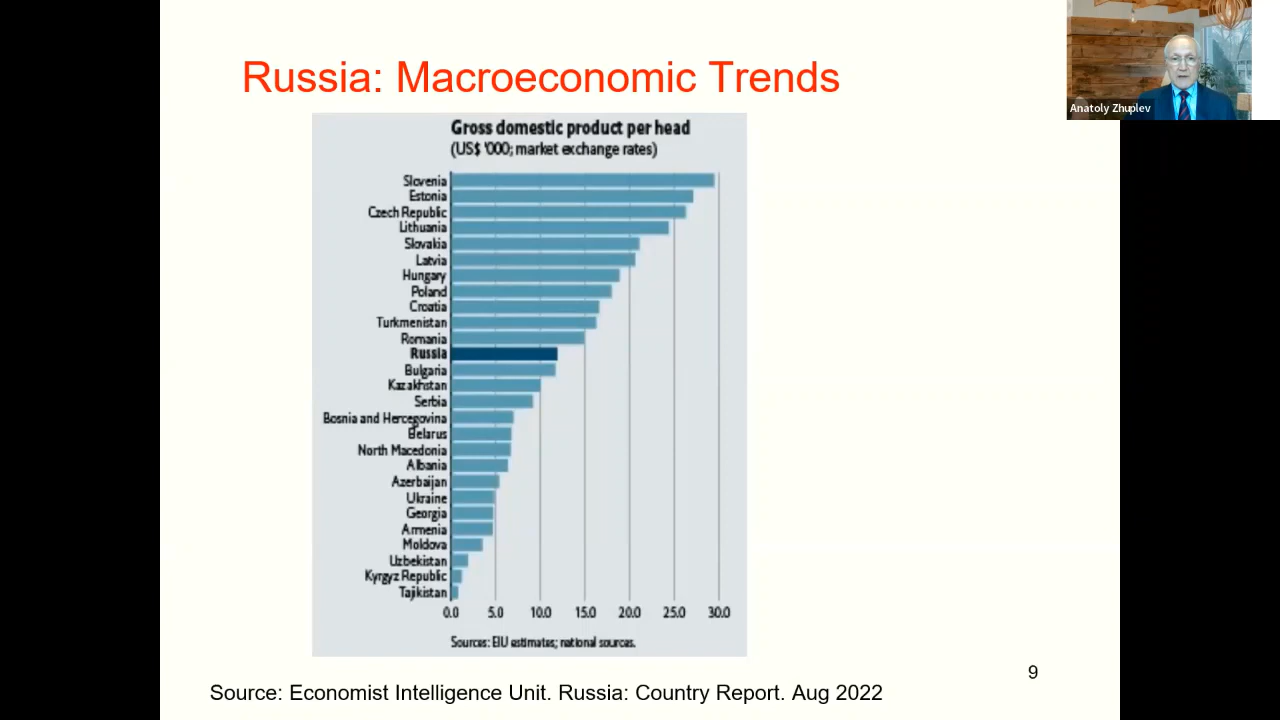 Russia: Macroeconomic Trends
Anatoly Zhuplev
Gross domestic product per head
(US$ '000; market exchange rates)
Slovenia
Estonia
Czech Republic
Lithuania
Slovakia
Latvia
Hungary
Poland
Croatia
Turkmenistan
Romania
Russia
Bulgaria
Kazakhstan
Serbia
Bosnia and Hercegovina
Belarus
North Macedonia
Albania
Azerbaijan
Ukraine
Georgia
Armenia
Moldova
Uzbekistan
Kyrgyz Republic
Tajikistan
0.0 5.0 10.0 15.0 20.0 25.0 30.0
Sources: EIU estimates; national sources.
9
Source: Economist Intelligence Unit. Russia: Country Report. Aug 2022